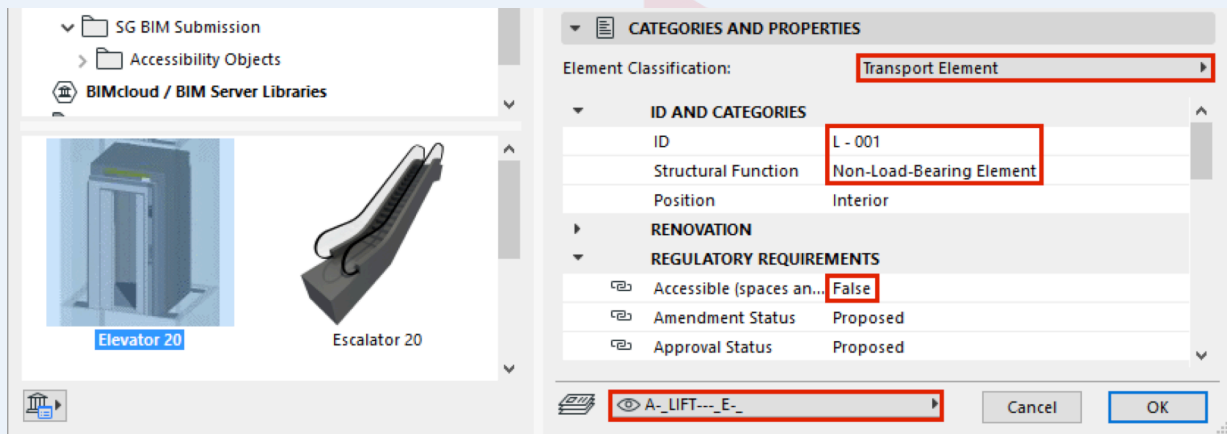 SG BIM Submission
Accessibility Objects
BIMcloud / BIM Server Libraries
Elevator 20
Escalator 20
CATEGORIES AND PROPERTIES
Element Classification: Transport Element
ID AND CATEGORIES
ID L - 001
Structural Function Non-Load-Bearing Element
Position Interior
RENOVATION
REGULATORY REQUIREMENTS
Accessible (spaces an... False
Amendment Status Proposed
Approval Status Proposed
A-_LIFT---_E-_
Cancel OK